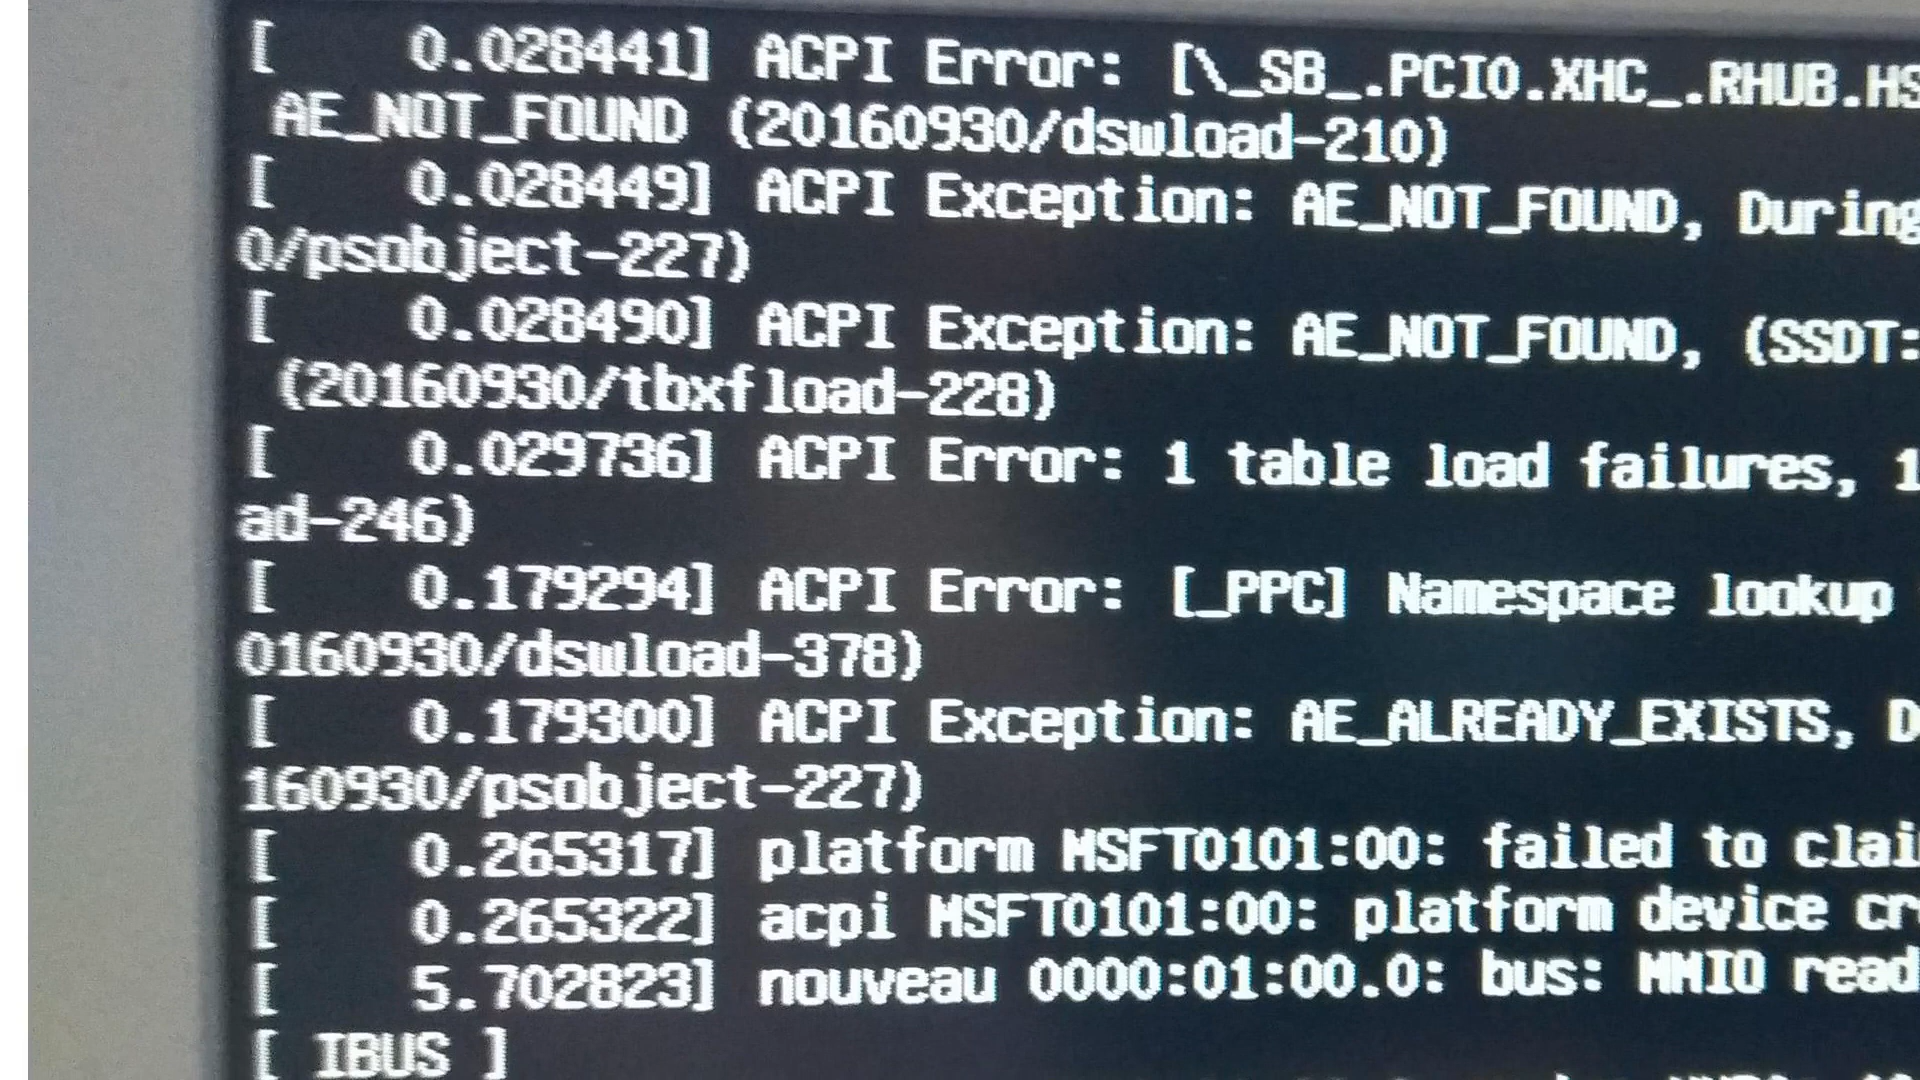 [    0.028441] ACPI Error: [\_SB_.PCI0.XHC_.RHUB.HS
AE_NOT_FOUND (20160930/dswload-210)
[    0.028449] ACPI Exception: AE_NOT_FOUND, During
0/psobject-227)
[    0.028490] ACPI Exception: AE_NOT_FOUND, (SSDT:
(20160930/tbxfload-228)
[    0.029736] ACPI Error: 1 table load failures, 1
ad-246)
[    0.179294] ACPI Error: [_PPC] Namespace lookup
0160930/dswload-378)
[    0.179300] ACPI Exception: AE_ALREADY_EXISTS, D
160930/psobject-227)
[    0.265317] platform MSFT0101:00: failed to clai
[    0.265322] acpi MSFT0101:00: platform device cr
[    5.702823] nouveau 0000:01:00.0: bus: MMIO read
[ IBUS ]